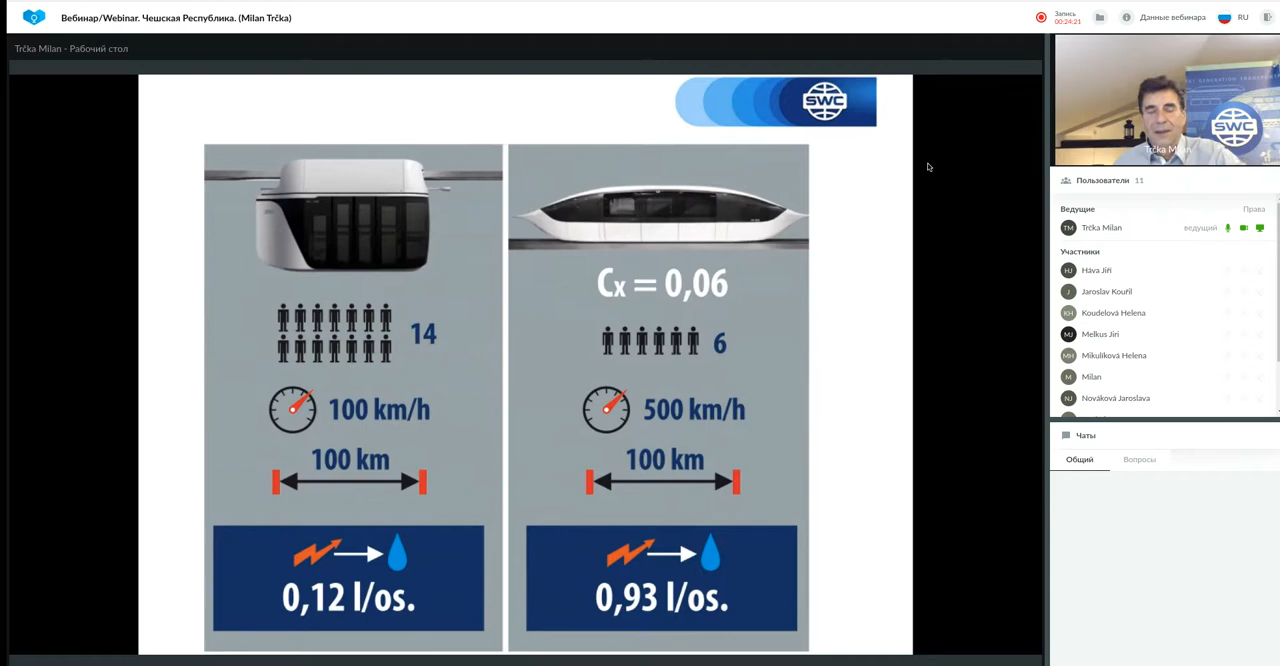 Вебинар/Webinar. Чешская Республика. (Milan Trčka)
Запись
00:24:21
Данные вебинара
RU
Trčka Milan - Рабочий стол
SWC
14
100 km/h
100 km
0,12 l/os.
Cx = 0,06
6
500 km/h
100 km
0,93 l/os.
SWC
Trčka Milan
Пользователи 11
Ведущие
Права
TM
Trčka Milan
ведущий
Участники
HJ
Háva Jiří
J
Jaroslav Kouřil
KH
Koudelová Helena
MJ
Melkus Jiri
MH
Mikulíková Helena
M
Milan
NJ
Nováková Jaroslava
Чаты
Общий
Вопросы